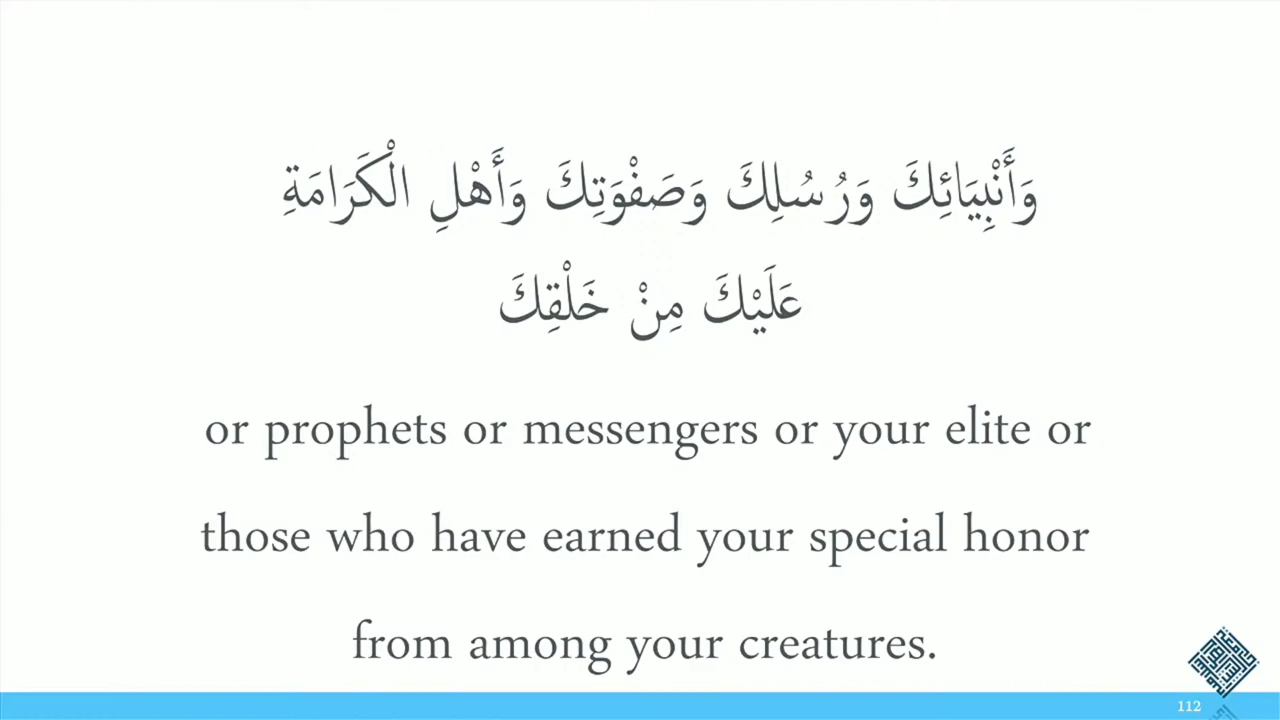 وَأَنْبِيَائِكَ وَرُسُلِكَ وَصَفْوَتِكَ وَأَهْلِ الْكَرَامَةِ
عَلَيْكَ مِنْ خَلْقِكَ
or prophets or messengers or your elite or
those who have earned your special honor
from among your creatures.
112